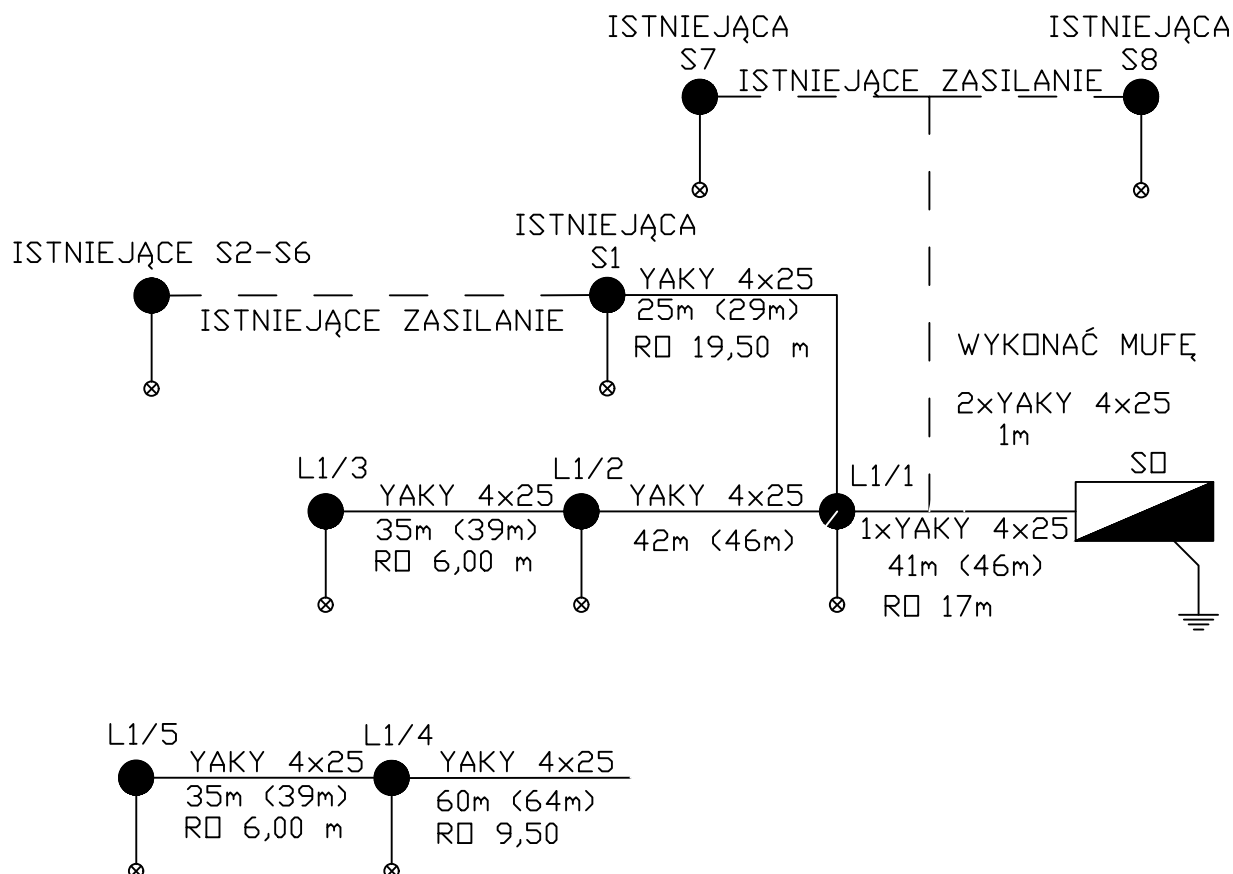 ISTNIEJĄCA
S7
ISTNIEJĄCE ZASILANIE
ISTNIEJĄCA
S8
ISTNIEJĄCE S2-S6
ISTNIEJĄCE ZASILANIE
ISTNIEJĄCA
S1
YAKY 4x25
25m (29m)
RO 19,50 m
WYKONAĆ MUFĘ
2xYAKY 4x25
1m
SO
L1/3
YAKY 4x25
35m (39m)
RO 6,00 m
L1/2
YAKY 4x25
42m (46m)
L1/1
1xYAKY 4x25
41m (46m)
RO 17m
L1/5
YAKY 4x25
35m (39m)
RO 6,00 m
L1/4
YAKY 4x25
60m (64m)
RO 9,50